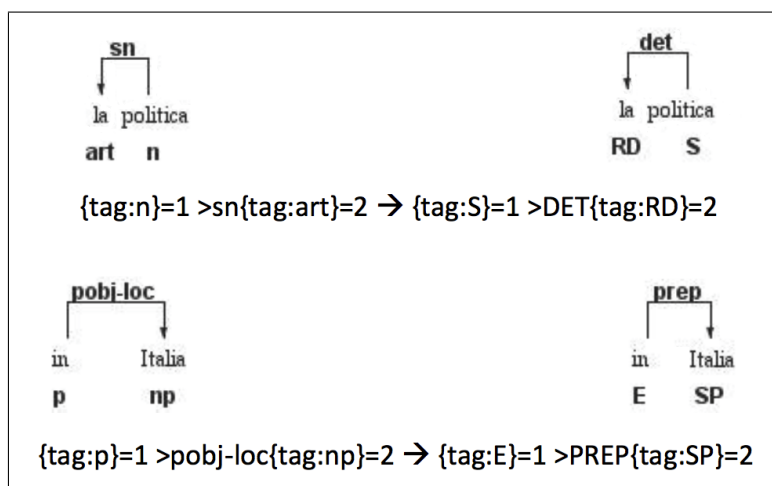 sn det
la politica la politica
art n RD S
{tag:n}=1 >sn{tag:art}=2 → {tag:S}=1 >DET{tag:RD}=2
pobj-loc prep
in Italia in Italia
p np E SP
{tag:p}=1 >pobj-loc{tag:np}=2 → {tag:E}=1 >PREP{tag:SP}=2